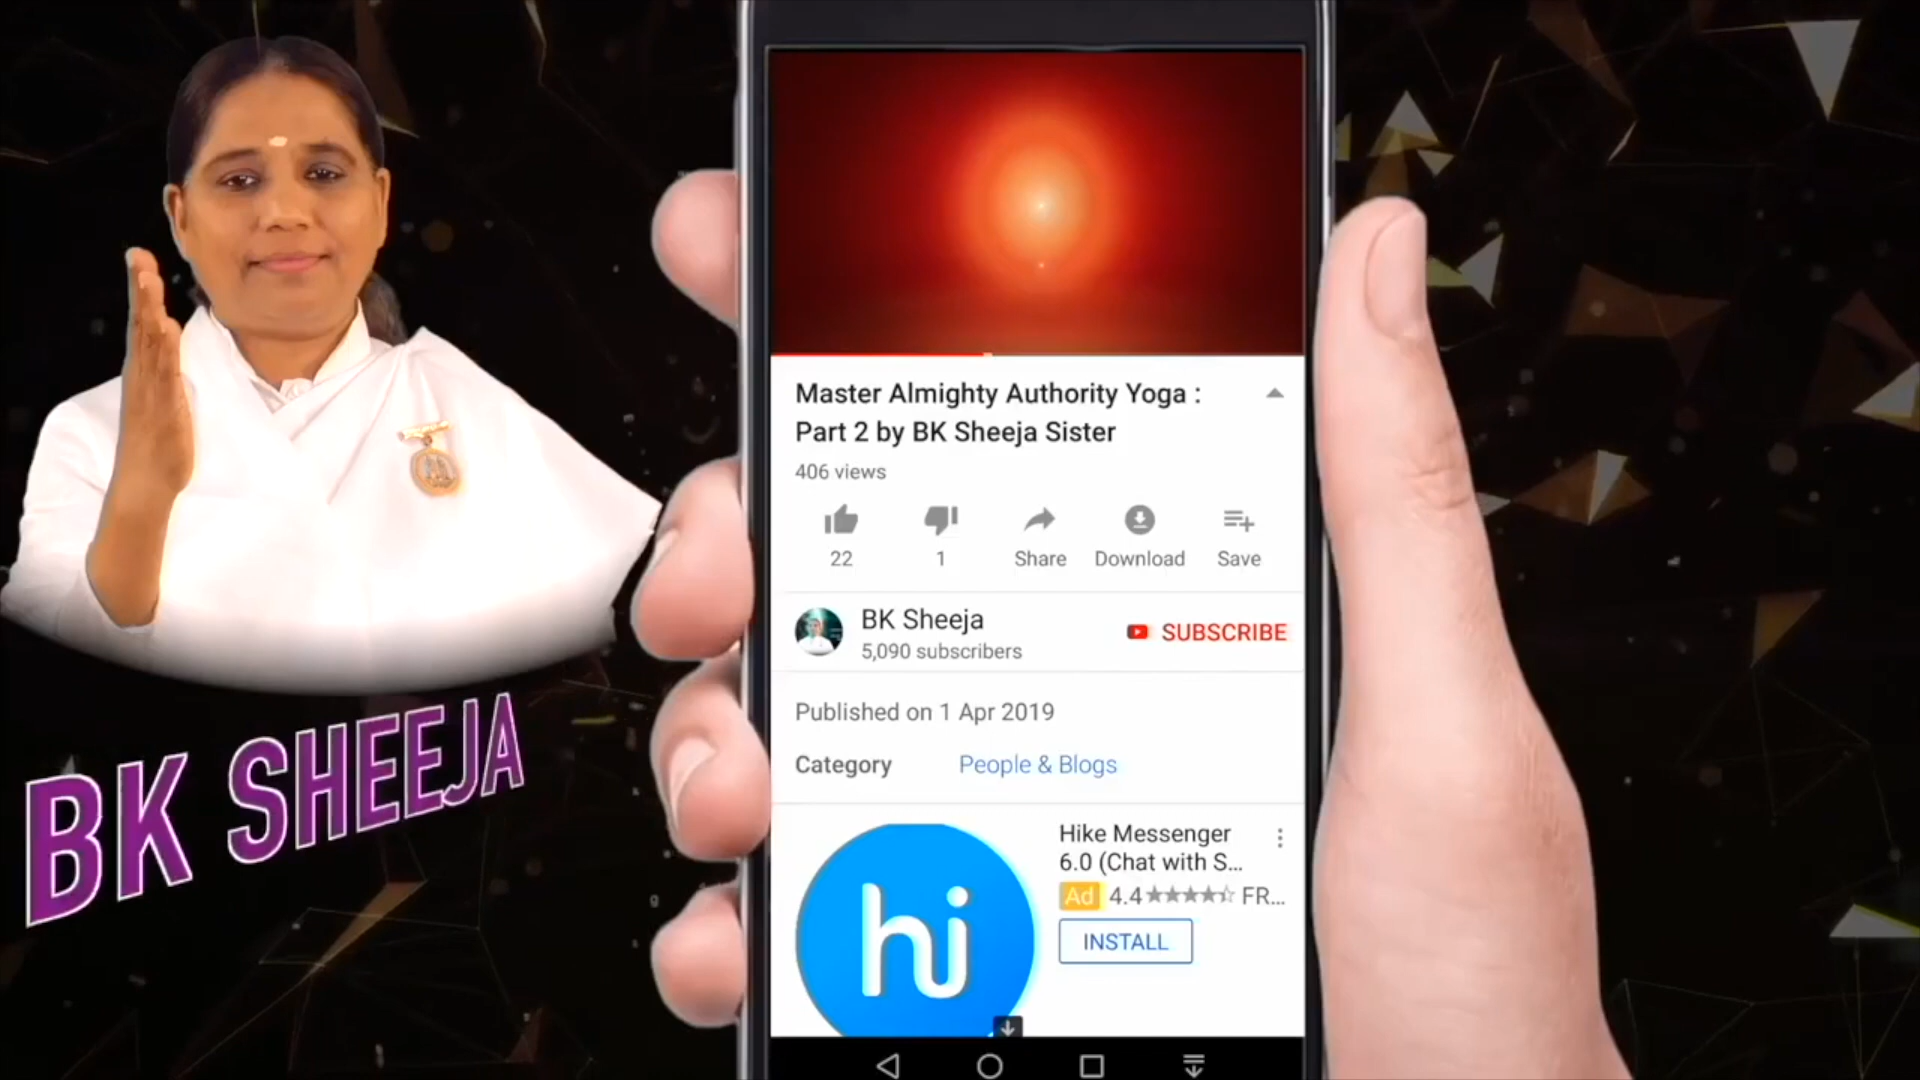 BK SHEEJA
Master Almighty Authority Yoga :
Part 2 by BK Sheeja Sister
406 views
22
1
Share
Download
Save
BK Sheeja
5,090 subscribers
SUBSCRIBE
Published on 1 Apr 2019
Category
People & Blogs
hi
Hike Messenger
6.0 (Chat with S...
Ad 4.4 FR...
INSTALL